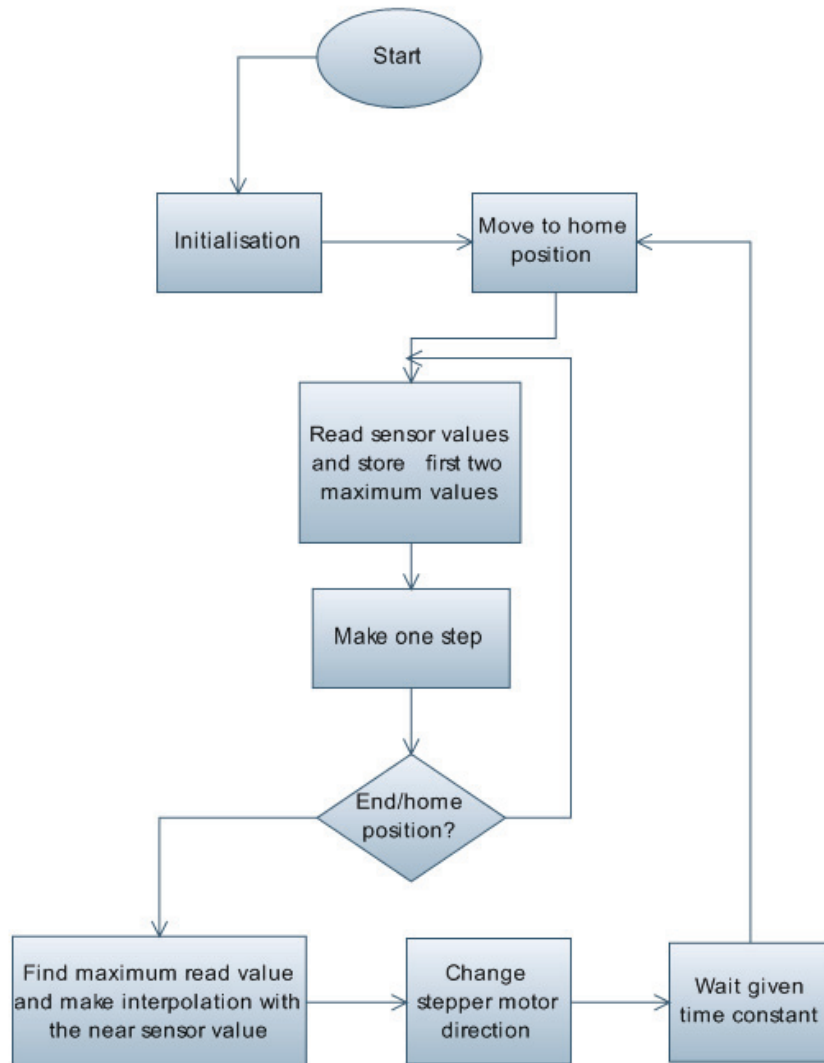 Start
Initialisation
Move to home
position
Read sensor values
and store first two
maximum values
Make one step
End/home
position?
Find maximum read value
and make interpolation with
the near sensor value
Change
stepper motor
direction
Wait given
time constant